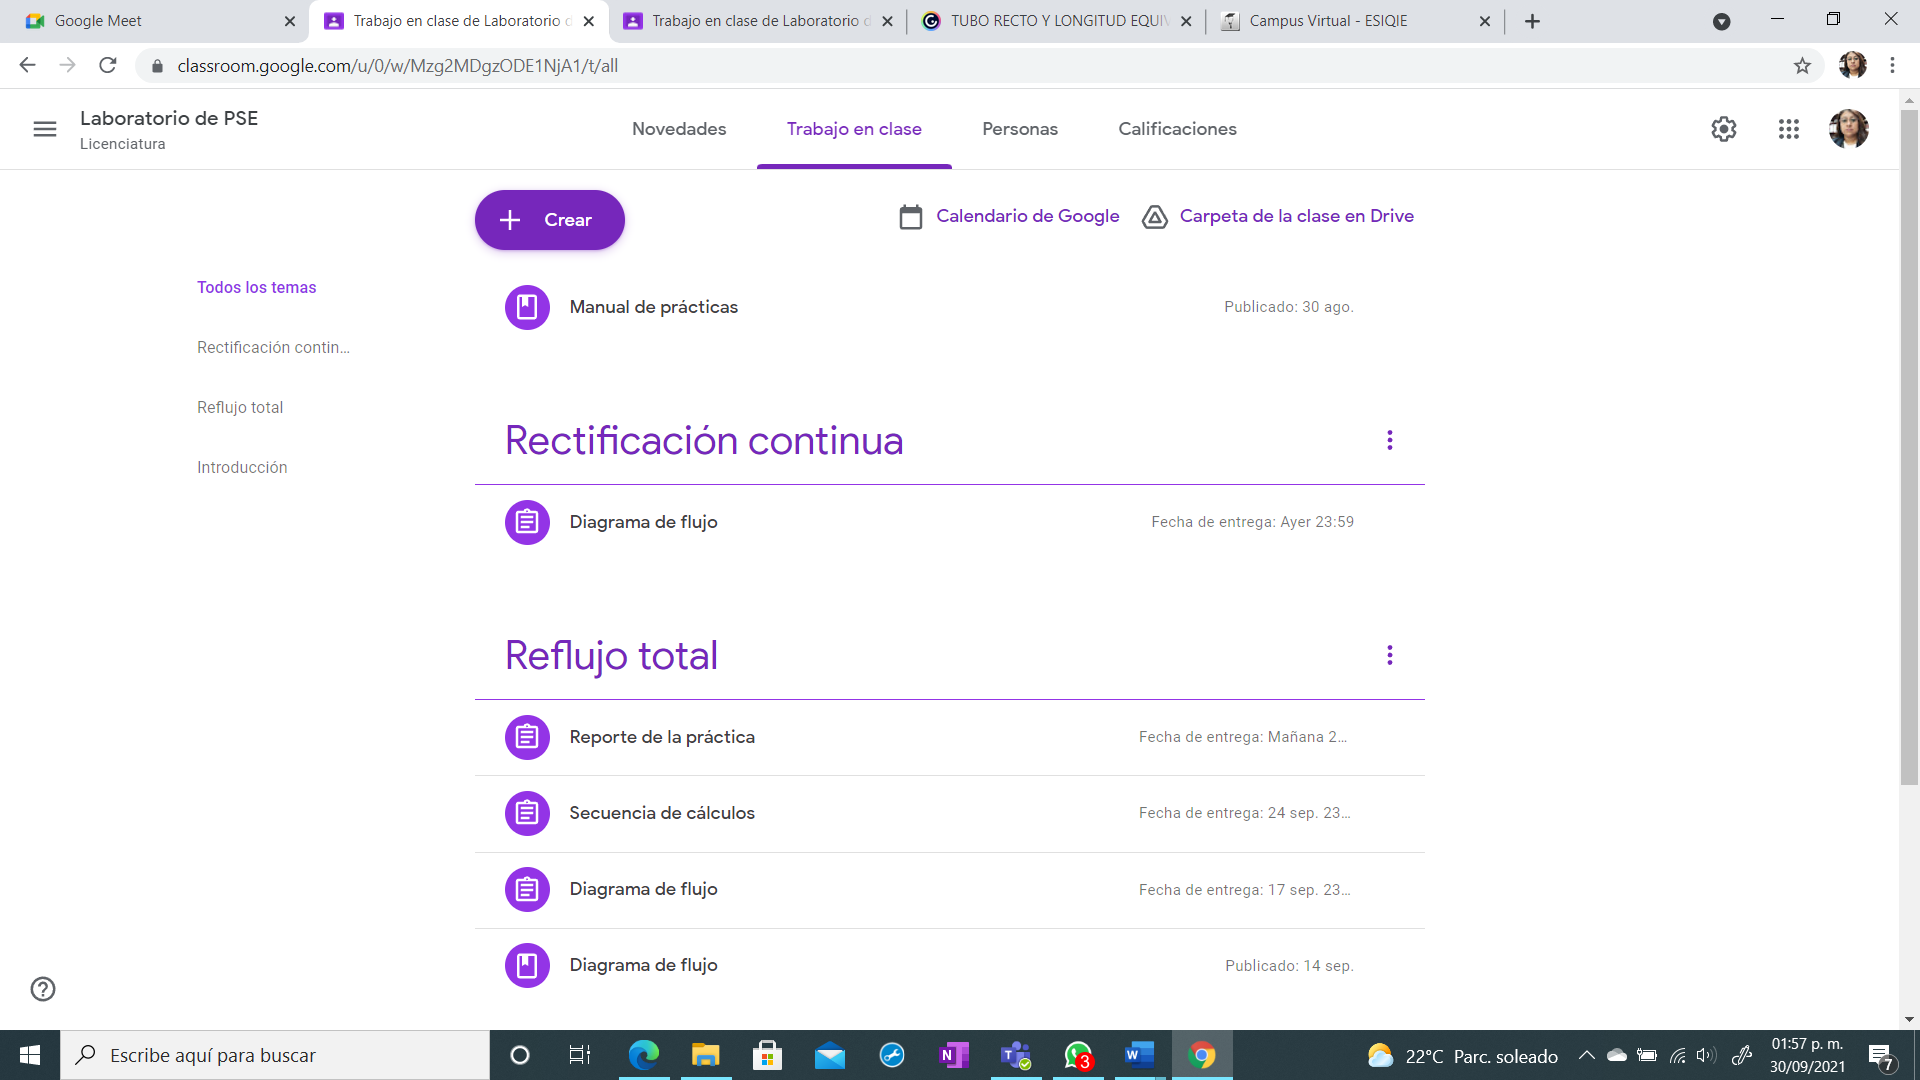 Google Meet
Trabajo en clase de Laboratorio d
Trabajo en clase de Laboratorio d
TUBO RECTO Y LONGITUD EQUIV
Campus Virtual - ESIQIE
classroom.google.com/u/0/w/Mzg2MDgzODE1NjA1/t/all
Laboratorio de PSE
Licenciatura
Novedades
Trabajo en clase
Personas
Calificaciones
Crear
Calendario de Google
Carpeta de la clase en Drive
Todos los temas
Rectificación contin...
Reflujo total
Introducción
Manual de prácticas
Publicado: 30 ago.
Rectificación continua
Diagrama de flujo
Fecha de entrega: Ayer 23:59
Reflujo total
Reporte de la práctica
Fecha de entrega: Mañana 2...
Secuencia de cálculos
Fecha de entrega: 24 sep. 23...
Diagrama de flujo
Fecha de entrega: 17 sep. 23...
Diagrama de flujo
Publicado: 14 sep.
Escribe aquí para buscar
3
22°C Parc. soleado
01:57 p. m.
30/09/2021
7